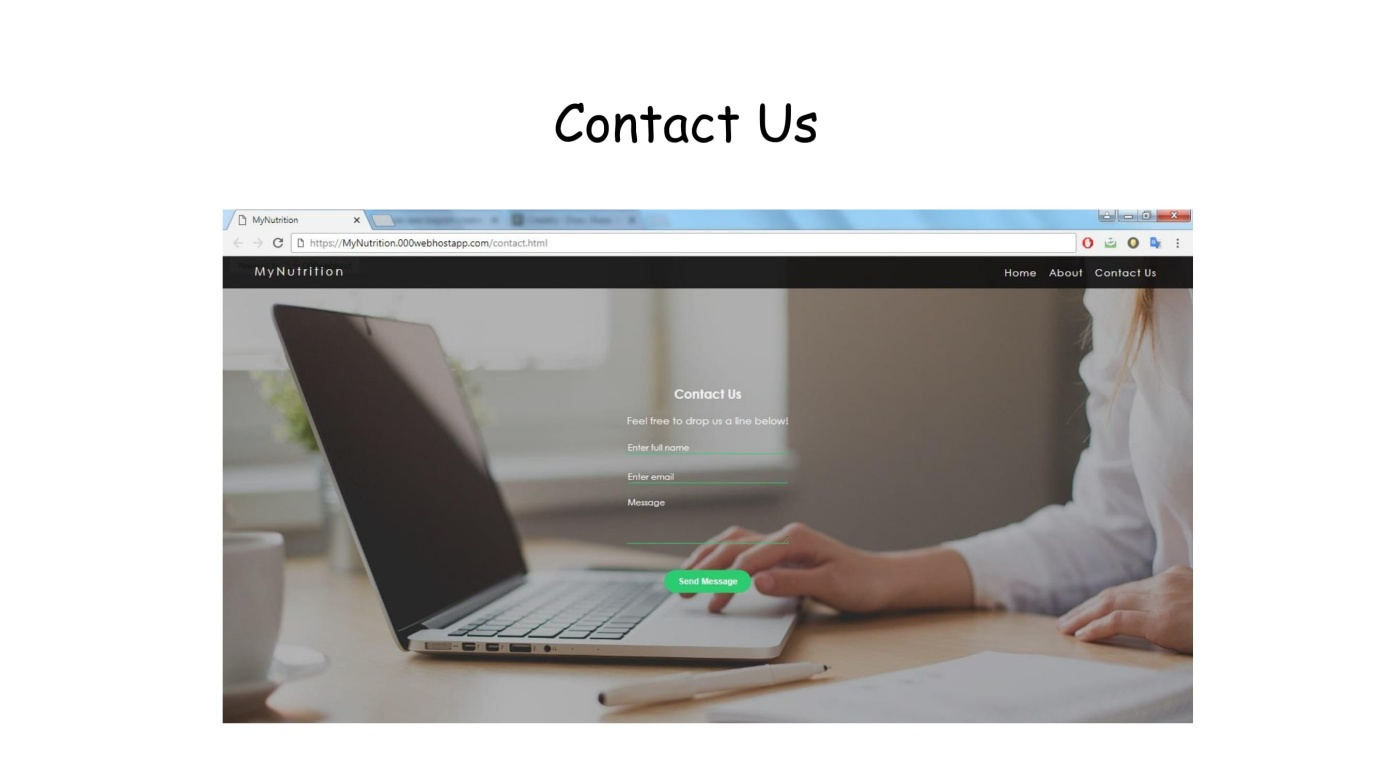 Contact Us
MyNutrition
https://MyNutrition.000webhostapp.com/contact.html
MyNutrition
Home About Contact Us
Contact Us
Feel free to drop us a line below!
Enter full name
Enter email
Message
Send Message